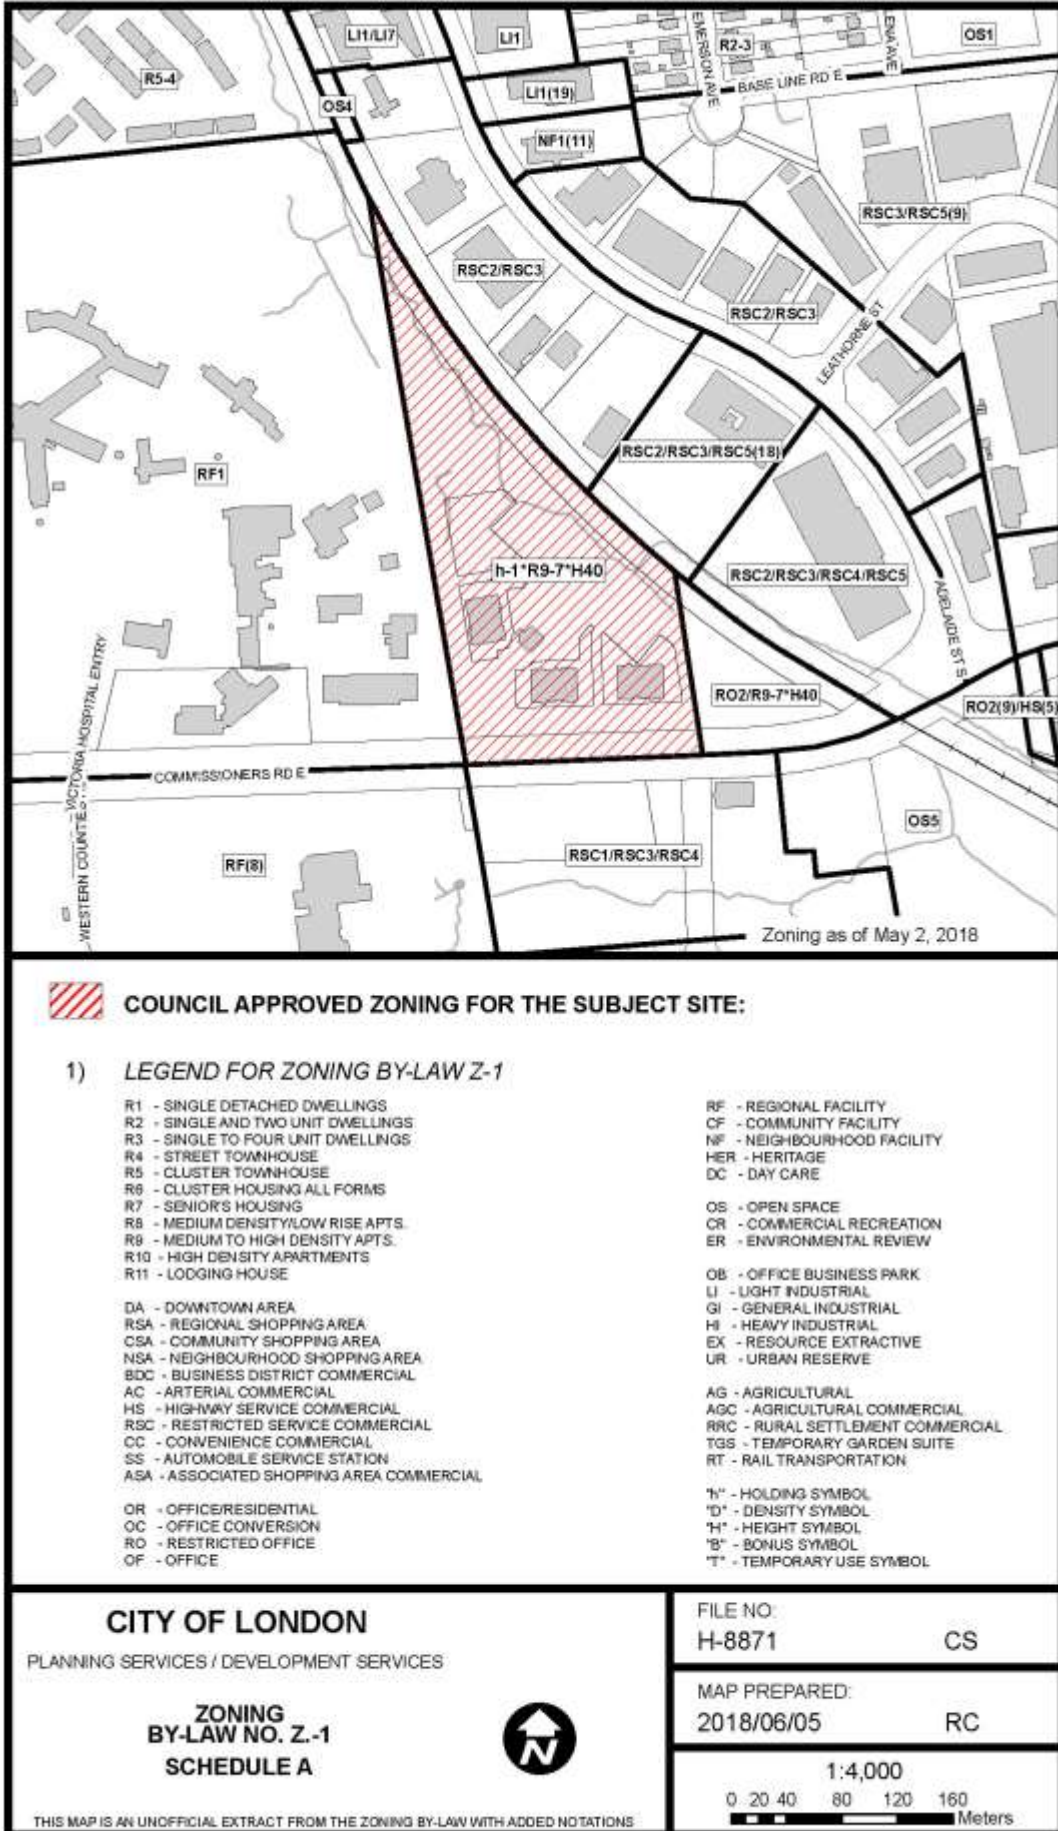 LI1/LI7
LI1
EMERSON AVE
R2-3
LENA AVE
OS1
R5-4
OS4
LI1(19)
BASE LINE RD E
NF1(11)
RSC3/RSC5(9)
RSC2/RSC3
RSC2/RSC3
LEATHORNE ST
RF1
RSC2/RSC3/RSC5(18)
h-1*R9-7*H40
RSC2/RSC3/RSC4/RSC5
ADELAIDE ST S
RO2/R9-7*H40
RO2(9)/HS(5)
VICTORIA HOSPITAL ENTRY
COMMISSIONERS RD E
WESTERN COUNTIES
RF(8)
RSC1/RSC3/RSC4
OS5
Zoning as of May 2, 2018
COUNCIL APPROVED ZONING FOR THE SUBJECT SITE:
1) LEGEND FOR ZONING BY-LAW Z-1
R1 - SINGLE DETACHED DWELLINGS
R2 - SINGLE AND TWO UNIT DWELLINGS
R3 - SINGLE TO FOUR UNIT DWELLINGS
R4 - STREET TOWNHOUSE
R5 - CLUSTER TOWNHOUSE
R6 - CLUSTER HOUSING ALL FORMS
R7 - SENIOR'S HOUSING
R8 - MEDIUM DENSITY/LOW RISE APTS.
R9 - MEDIUM TO HIGH DENSITY APTS.
R10 - HIGH DENSITY APARTMENTS
R11 - LODGING HOUSE
DA - DOWNTOWN AREA
RSA - REGIONAL SHOPPING AREA
CSA - COMMUNITY SHOPPING AREA
NSA - NEIGHBOURHOOD SHOPPING AREA
BDC - BUSINESS DISTRICT COMMERCIAL
AC - ARTERIAL COMMERCIAL
HS - HIGHWAY SERVICE COMMERCIAL
RSC - RESTRICTED SERVICE COMMERCIAL
CC - CONVENIENCE COMMERCIAL
SS - AUTOMOBILE SERVICE STATION
ASA - ASSOCIATED SHOPPING AREA COMMERCIAL
OR - OFFICE/RESIDENTIAL
OC - OFFICE CONVERSION
RO - RESTRICTED OFFICE
OF - OFFICE
RF - REGIONAL FACILITY
CF - COMMUNITY FACILITY
NF - NEIGHBOURHOOD FACILITY
HER - HERITAGE
DC - DAY CARE
OS - OPEN SPACE
CR - COMMERCIAL RECREATION
ER - ENVIRONMENTAL REVIEW
OB - OFFICE BUSINESS PARK
LI - LIGHT INDUSTRIAL
GI - GENERAL INDUSTRIAL
HI - HEAVY INDUSTRIAL
EX - RESOURCE EXTRACTIVE
UR - URBAN RESERVE
AG - AGRICULTURAL
AGC - AGRICULTURAL COMMERCIAL
RRC - RURAL SETTLEMENT COMMERCIAL
TGS - TEMPORARY GARDEN SUITE
RT - RAIL TRANSPORTATION
"h" - HOLDING SYMBOL
"D" - DENSITY SYMBOL
"H" - HEIGHT SYMBOL
"B" - BONUS SYMBOL
"T" - TEMPORARY USE SYMBOL
CITY OF LONDON
PLANNING SERVICES / DEVELOPMENT SERVICES
ZONING
BY-LAW NO. Z.-1
SCHEDULE A
N
THIS MAP IS AN UNOFFICIAL EXTRACT FROM THE ZONING BY-LAW WITH ADDED NOTATIONS
FILE NO:
H-8871 CS
MAP PREPARED:
2018/06/05 RC
1:4,000
0 20 40 80 120 160
Meters